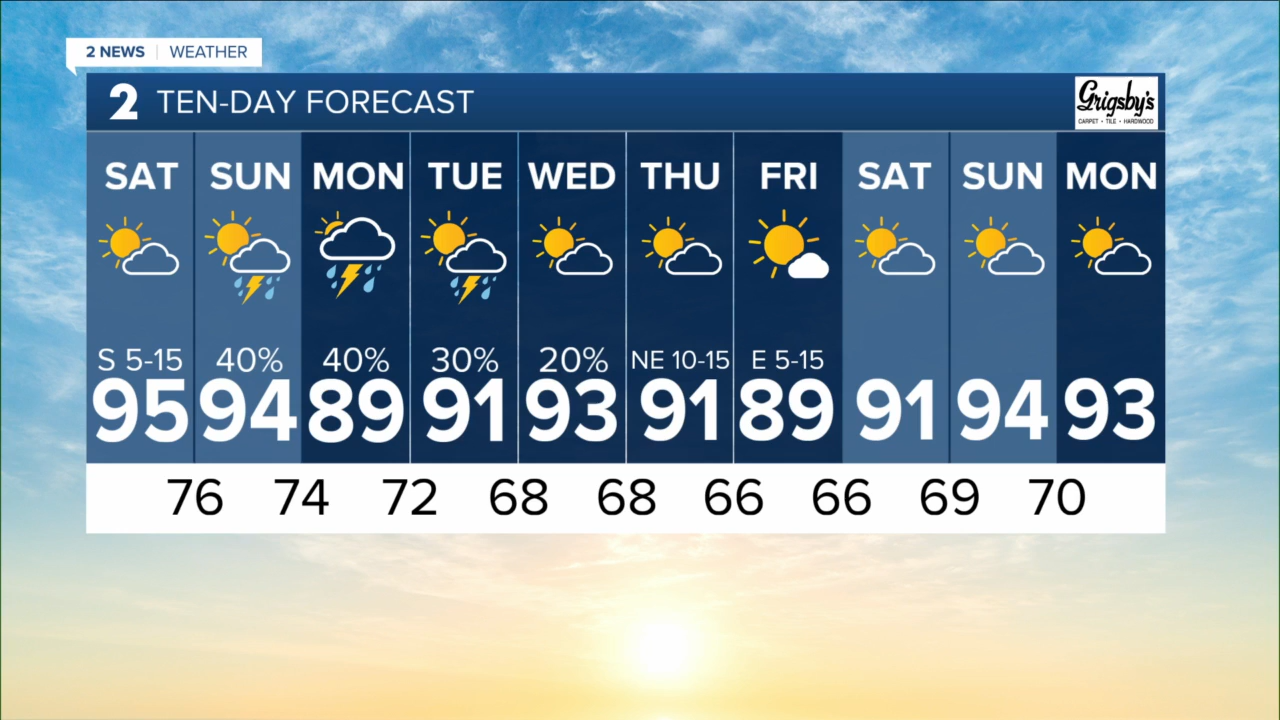 2 NEWS | WEATHER
2 TEN-DAY FORECAST
Grigsby's
CARPET • TILE • HARDWOOD
SAT SUN MON TUE WED THU FRI SAT SUN MON
S 5-15 40% 40% 30% 20% NE 10-15 E 5-15
95 94 89 91 93 91 89 91 94 93
76 74 72 68 68 66 66 69 70